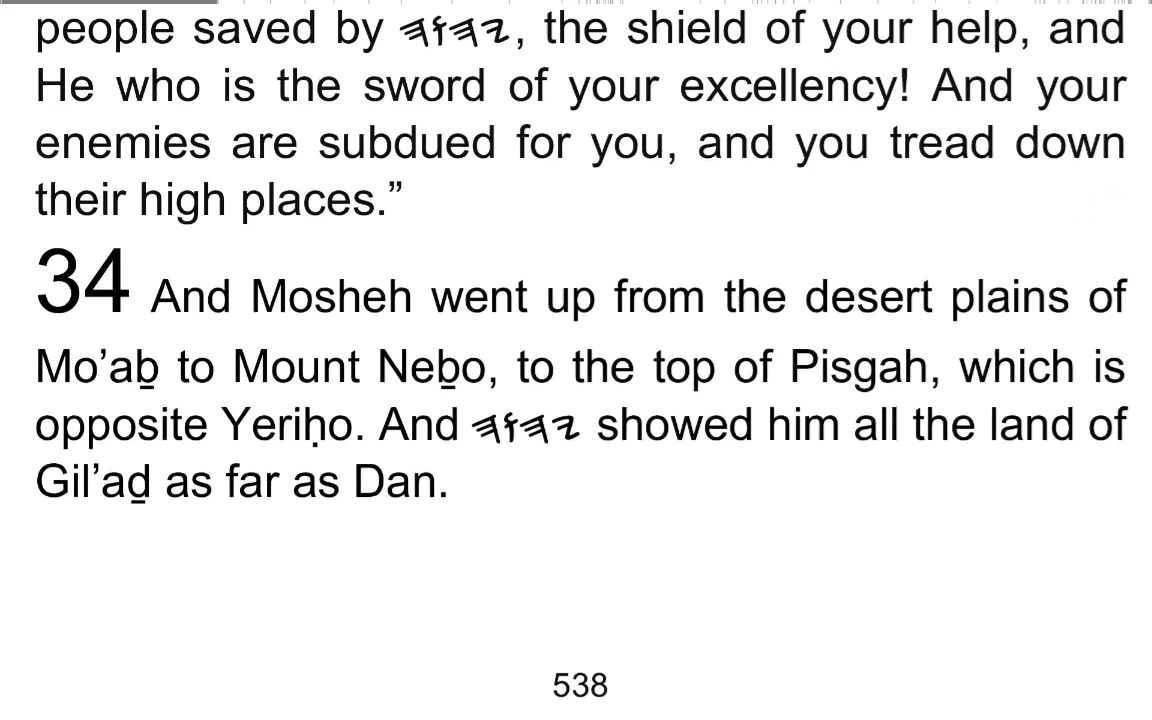 people saved by 𐤉𐤄𐤅𐤄, the shield of your help, and
He who is the sword of your excellency! And your
enemies are subdued for you, and you tread down
their high places.”
34 And Mosheh went up from the desert plains of
Mo’aḇ to Mount Neḇo, to the top of Pisgah, which is
opposite Yeriḥo. And 𐤉𐤄𐤅𐤄 showed him all the land of
Gil’aḏ as far as Dan.
538